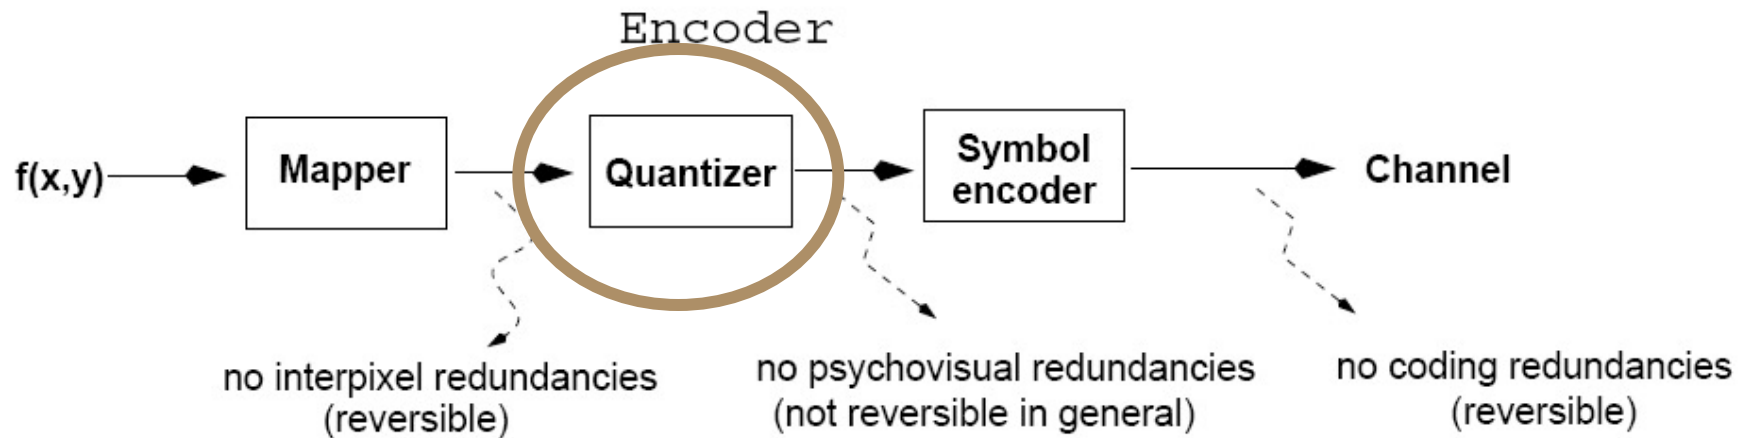 Encoder
f(x,y)
Mapper
Quantizer
Symbol
encoder
Channel
no interpixel redundancies
(reversible)
no psychovisual redundancies
(not reversible in general)
no coding redundancies
(reversible)